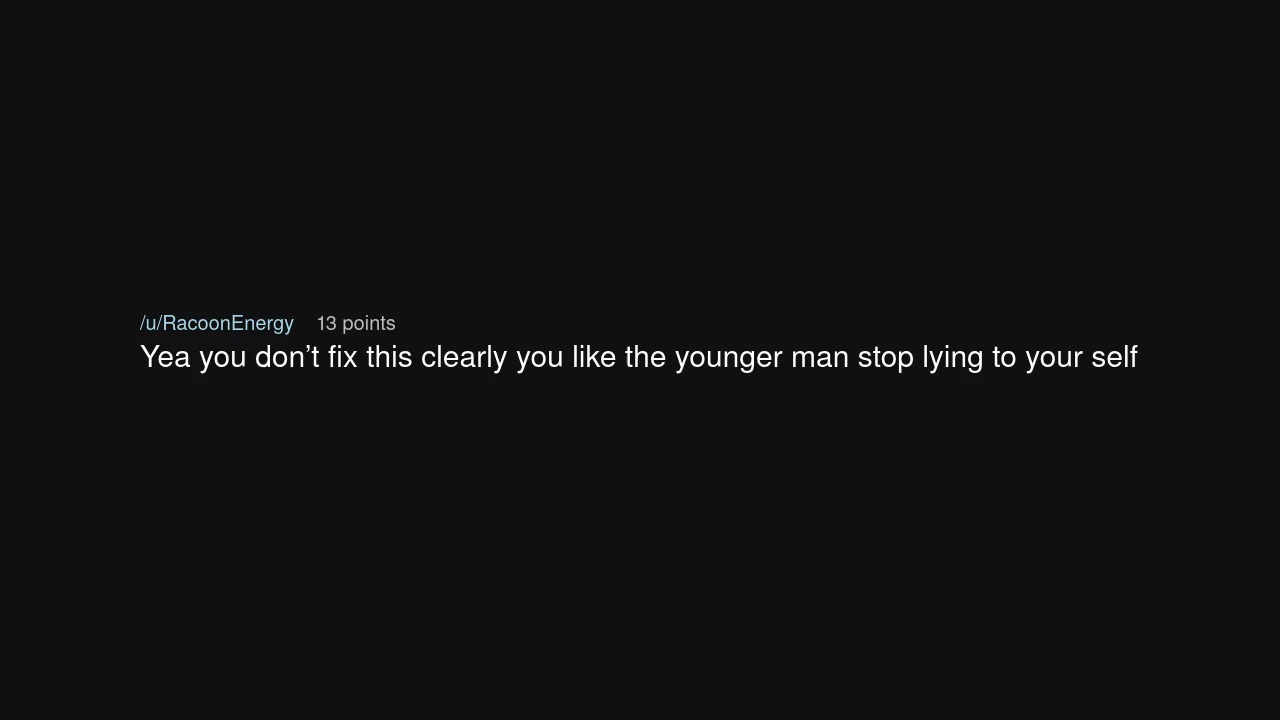 /u/RacoonEnergy 13 points
Yea you don’t fix this clearly you like the younger man stop lying to your self